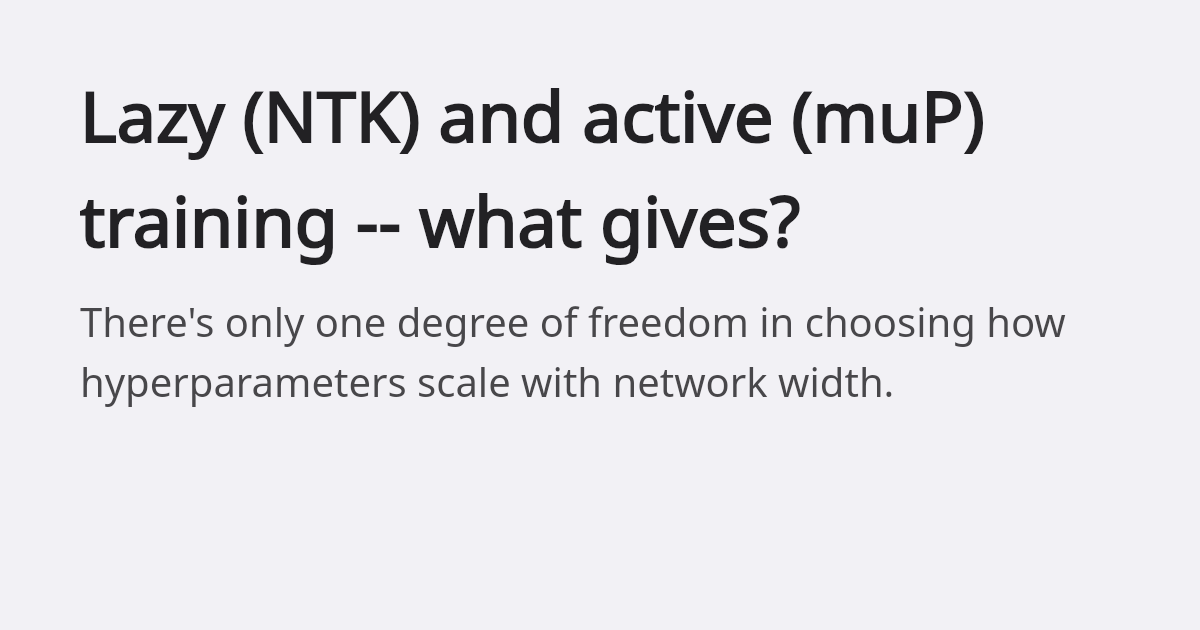 Lazy (NTK) and active (muP)
training -- what gives?
There's only one degree of freedom in choosing how
hyperparameters scale with network width.